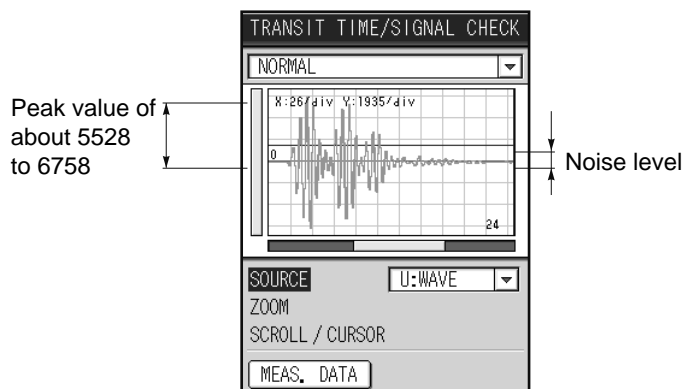 TRANSIT TIME/SIGNAL CHECK
NORMAL
X:26/div Y:1935/div
Peak value of
about 5528
to 6758
0
Noise level
24
SOURCE U:WAVE
ZOOM
SCROLL / CURSOR
MEAS. DATA